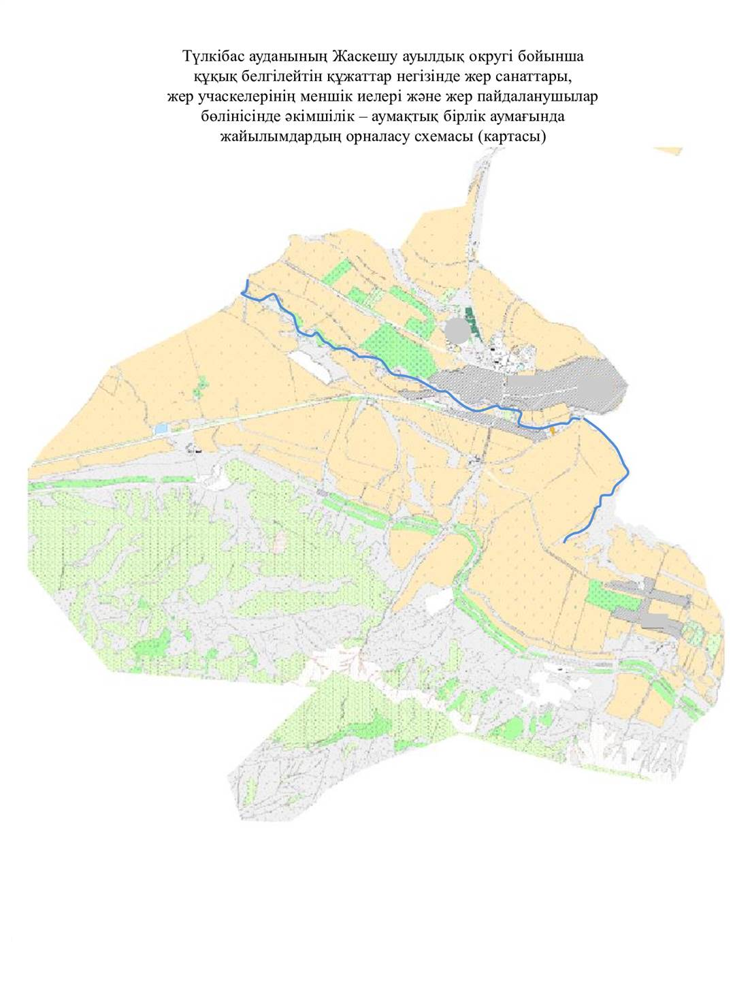 Түлкібас ауданының Жаскешу ауылдық округі бойынша
құқық белгілейтін құжаттар негізінде жер санаттары,
жер учаскелерінің меншік иелері және жер пайдаланушылар
бөлінісінде әкімшілік – аумақтық бірлік аумағында
жайылымдардың орналасу схемасы (картасы)